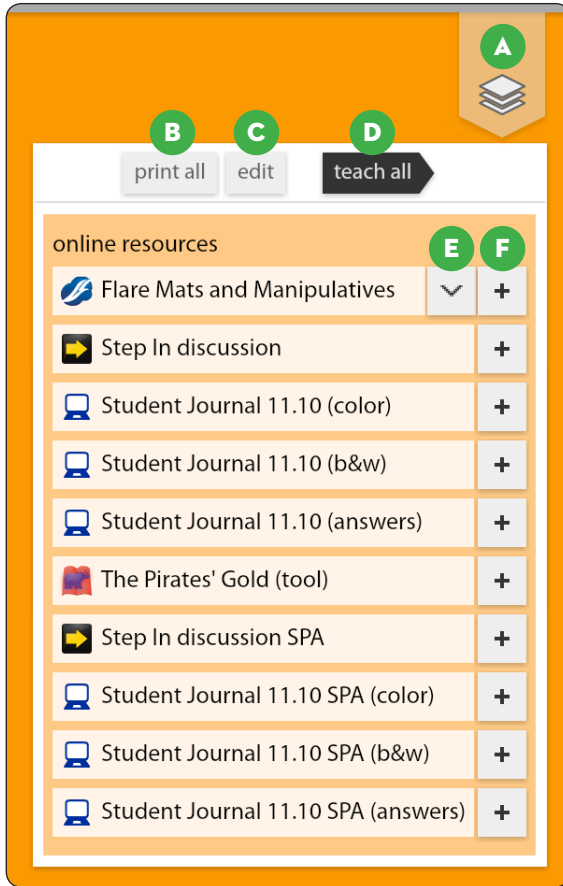 A
B C D
print all edit teach all
online resources E F
Flare Mats and Manipulatives +
Step In discussion +
Student Journal 11.10 (color) +
Student Journal 11.10 (b&w) +
Student Journal 11.10 (answers) +
The Pirates' Gold (tool) +
Step In discussion SPA +
Student Journal 11.10 SPA (color) +
Student Journal 11.10 SPA (b&w) +
Student Journal 11.10 SPA (answers) +